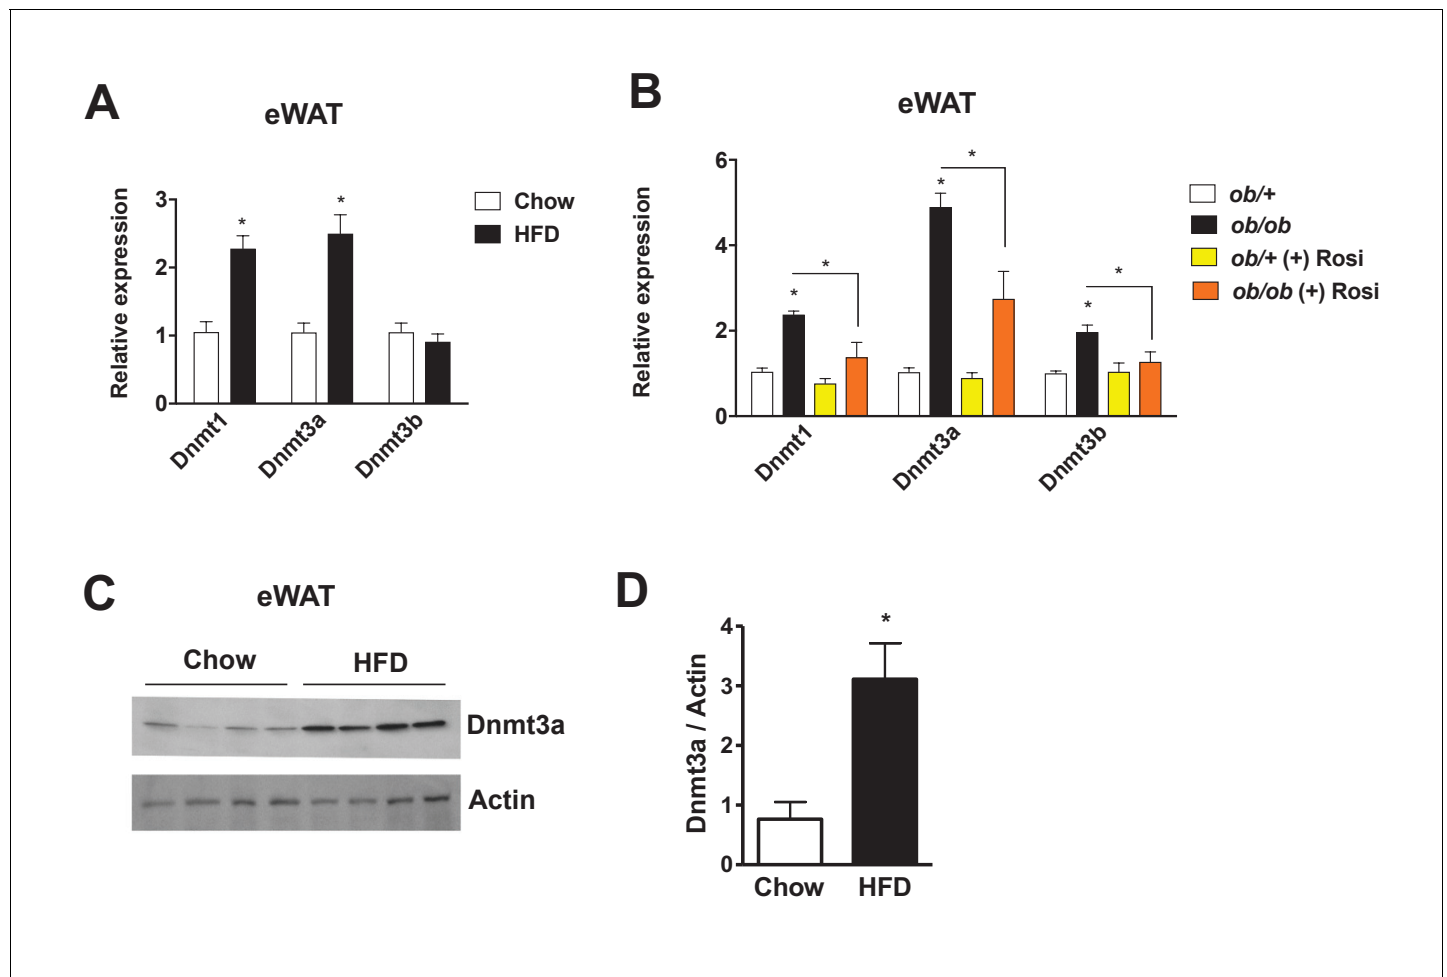 A
eWAT
Relative expression
3
2
1
0
*
*
Dnmt1
Dnmt3a
Dnmt3b
Chow
HFD
B
eWAT
Relative expression
6
4
2
0
*
*
*
*
*
*
Dnmt1
Dnmt3a
Dnmt3b
ob/+
ob/ob
ob/+ (+) Rosi
ob/ob (+) Rosi
C
eWAT
Chow HFD
Dnmt3a
Actin
D
Dnmt3a / Actin
4
3
2
1
0
*
Chow HFD